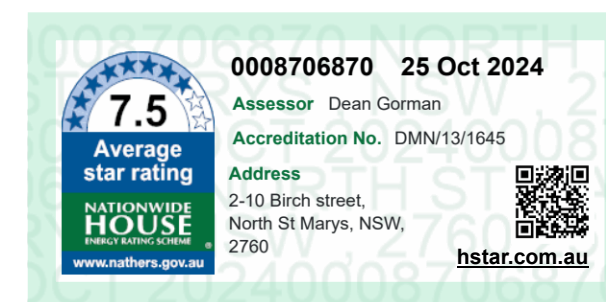 0008706870 25 Oct 2024
7.5
Average
star rating
NATIONWIDE
HOUSE
ENERGY RATING SCHEME ®
www.nathers.gov.au
Assessor Dean Gorman
Accreditation No. DMN/13/1645
Address
2-10 Birch street,
North St Marys, NSW,
2760
hstar.com.au